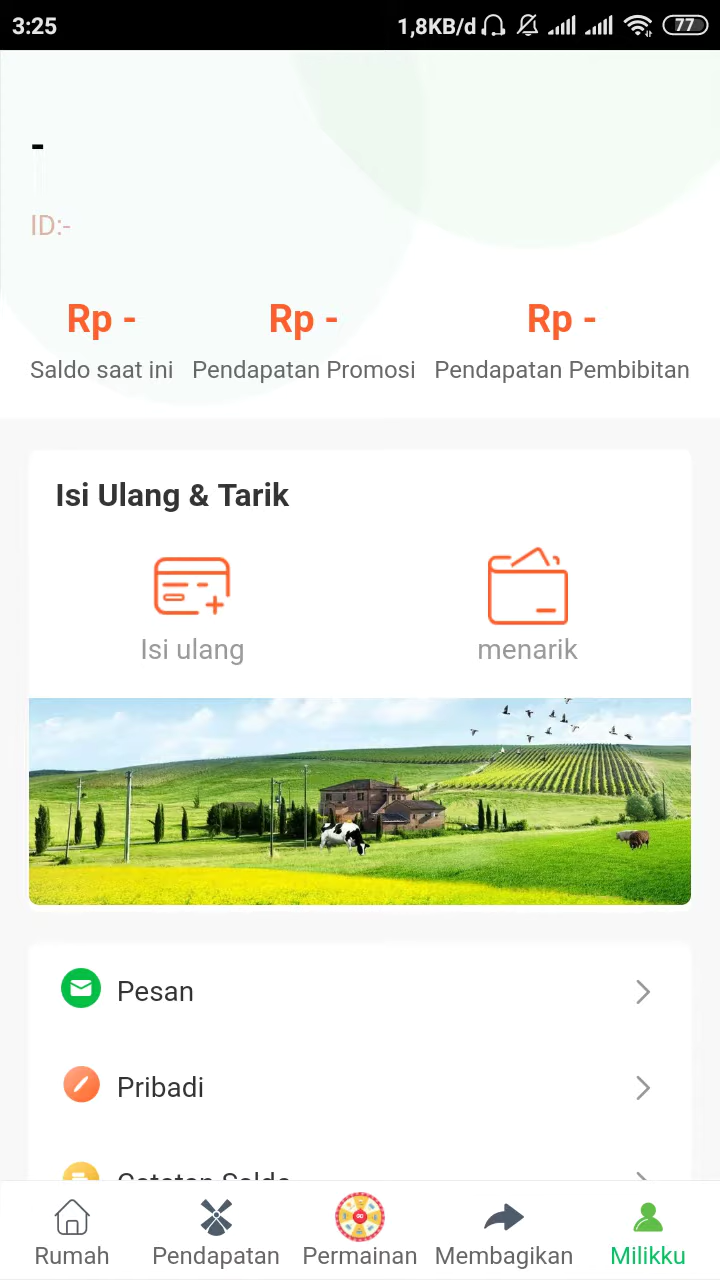 3:25 1,8KB/d 77
-
ID:-
Rp - Rp - Rp -
Saldo saat ini Pendapatan Promosi Pendapatan Pembibitan
Isi Ulang & Tarik
Isi ulang menarik
Pesan
Pribadi
Catatan Saldo
Rumah Pendapatan Permainan Membagikan Milikku